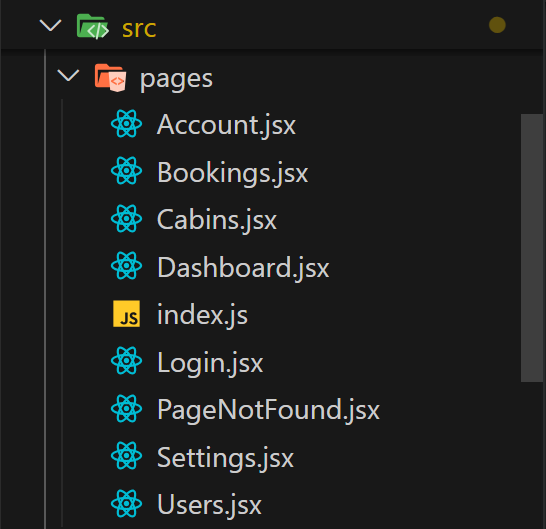 src
pages
Account.jsx
Bookings.jsx
Cabins.jsx
Dashboard.jsx
JS index.js
Login.jsx
PageNotFound.jsx
Settings.jsx
Users.jsx